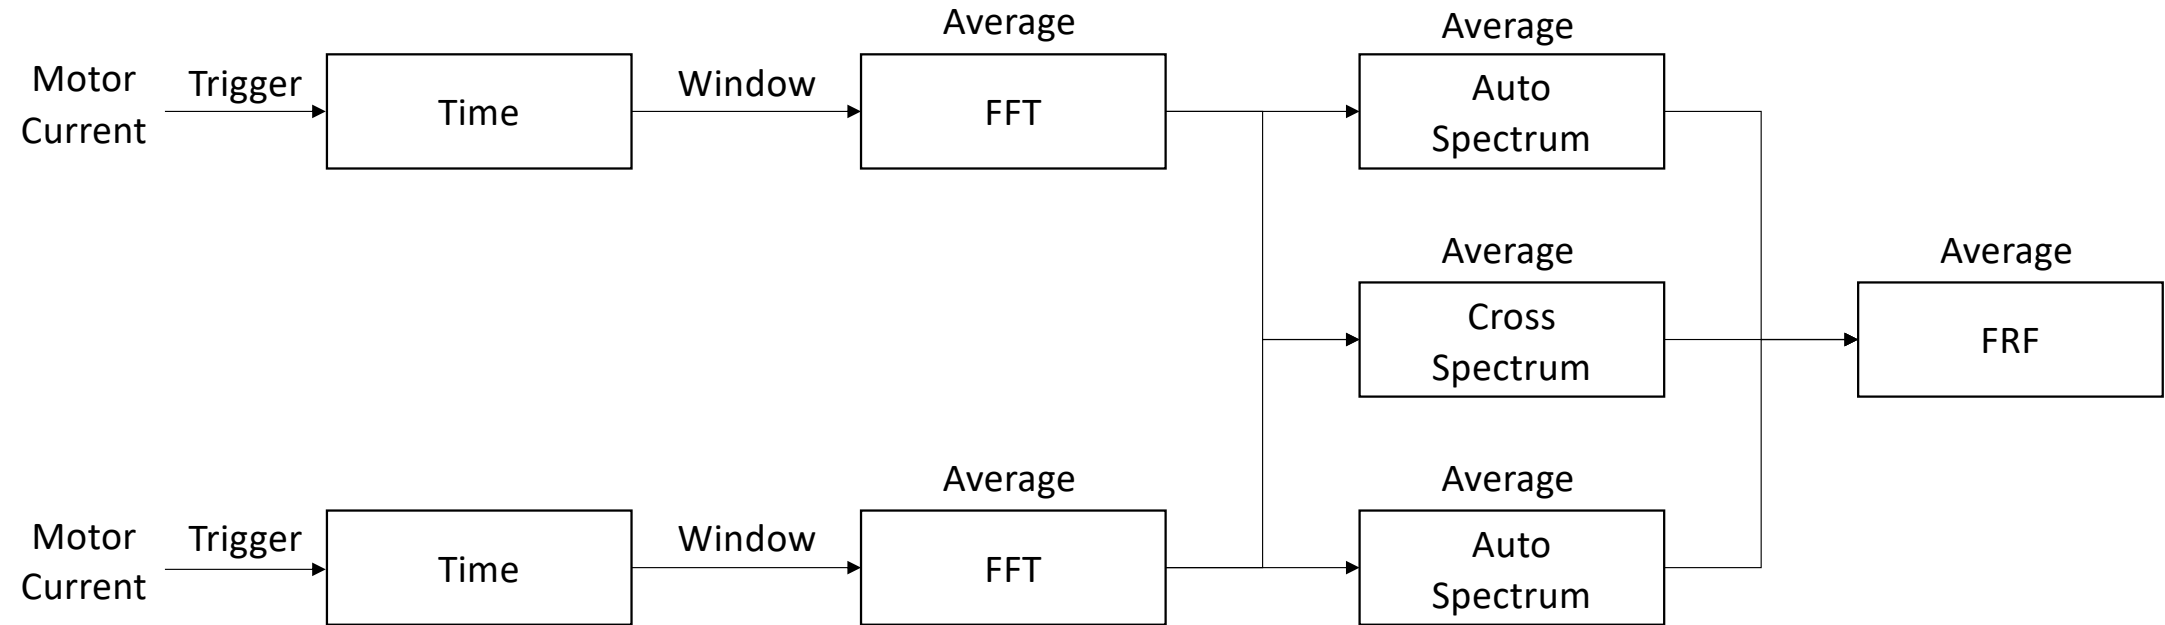 Average
Average
Motor
Current
Trigger
Time
Window
FFT
Auto
Spectrum
Average
Average
Cross
Spectrum
FRF
Average
Average
Motor
Current
Trigger
Time
Window
FFT
Auto
Spectrum